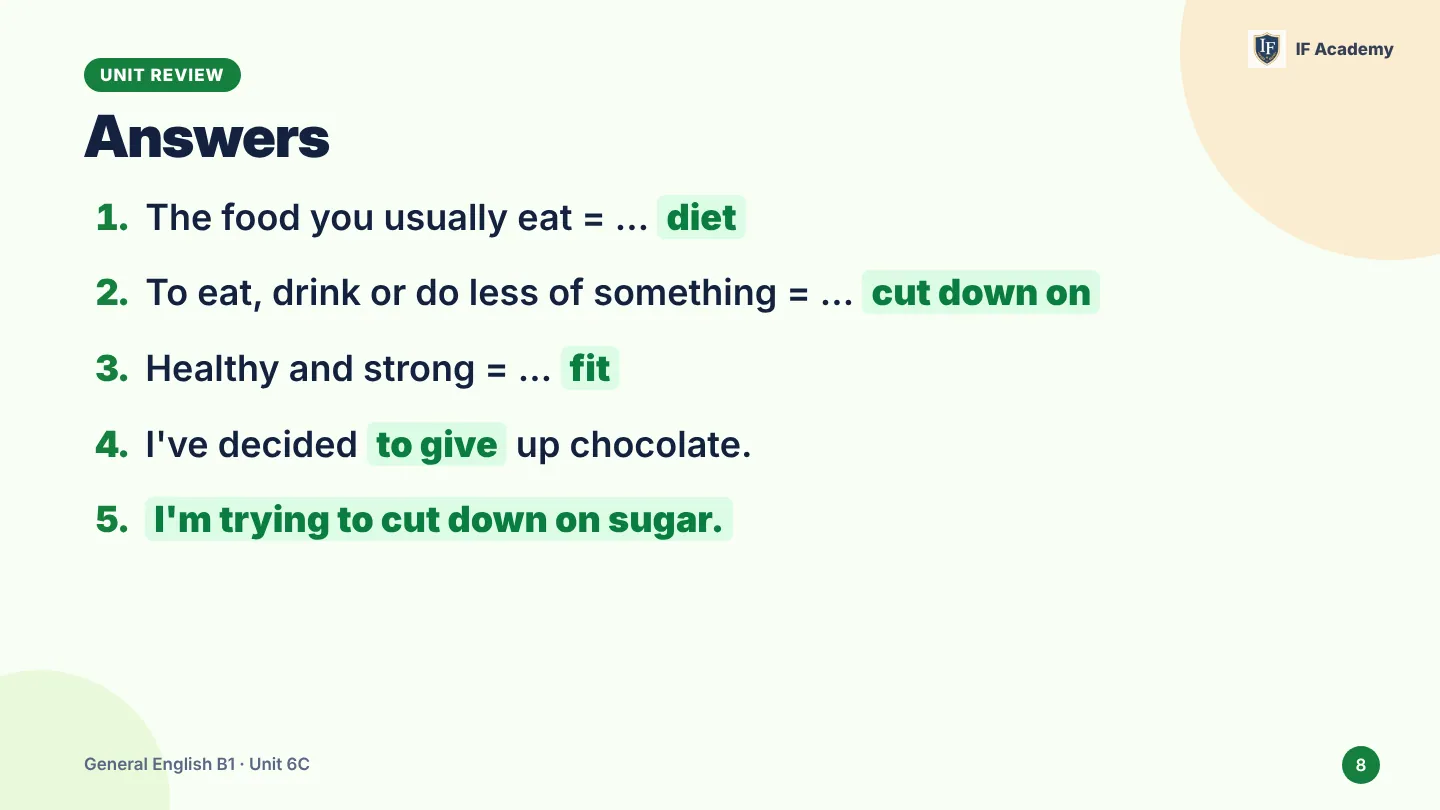 IF
IF Academy
UNIT REVIEW
Answers
1. The food you usually eat = ... diet
2. To eat, drink or do less of something = ... cut down on
3. Healthy and strong = ... fit
4. I've decided to give up chocolate.
5. I'm trying to cut down on sugar.
General English B1 · Unit 6C
8